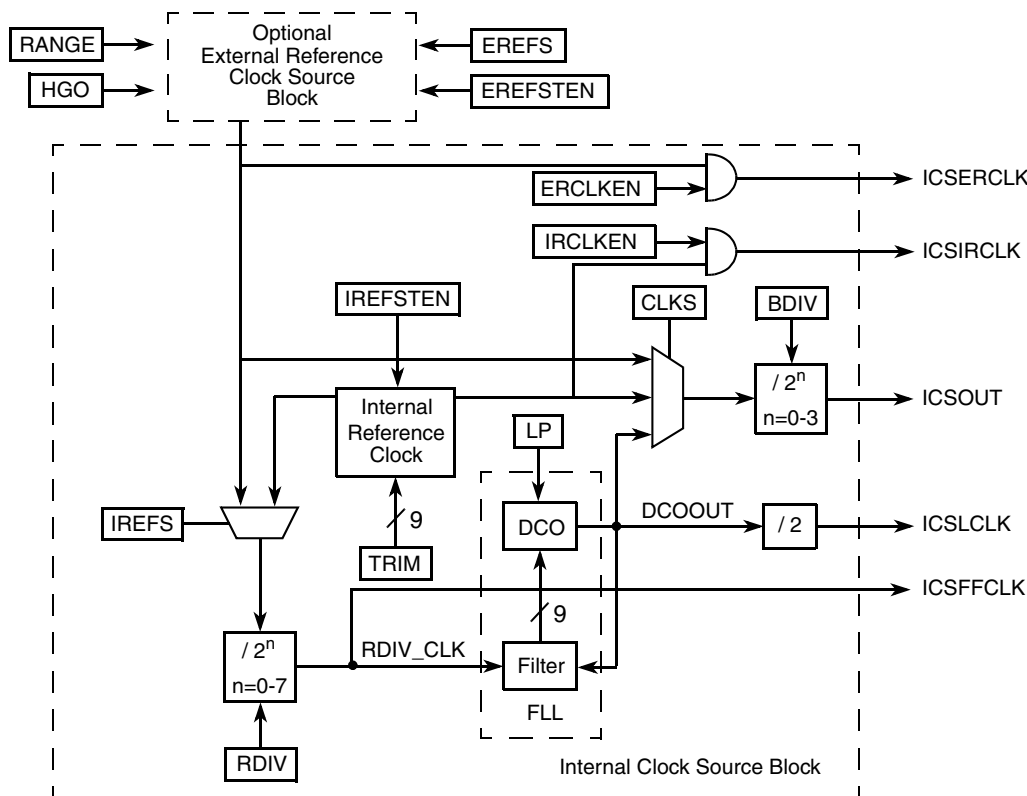 Optional
External Reference
Clock Source
Block
RANGE
HGO
EREFS
EREFSTEN
ERCLKEN
ICSERCLK
IRCLKEN
ICSIRCLK
IREFSTEN
CLKS
BDIV
Internal
Reference
Clock
/ 2n
n=0-3
ICSOUT
LP
IREFS
9
TRIM
DCO
DCOOUT
/ 2
ICSLCLK
ICSFFCLK
9
/ 2n
n=0-7
RDIV_CLK
Filter
FLL
RDIV
Internal Clock Source Block